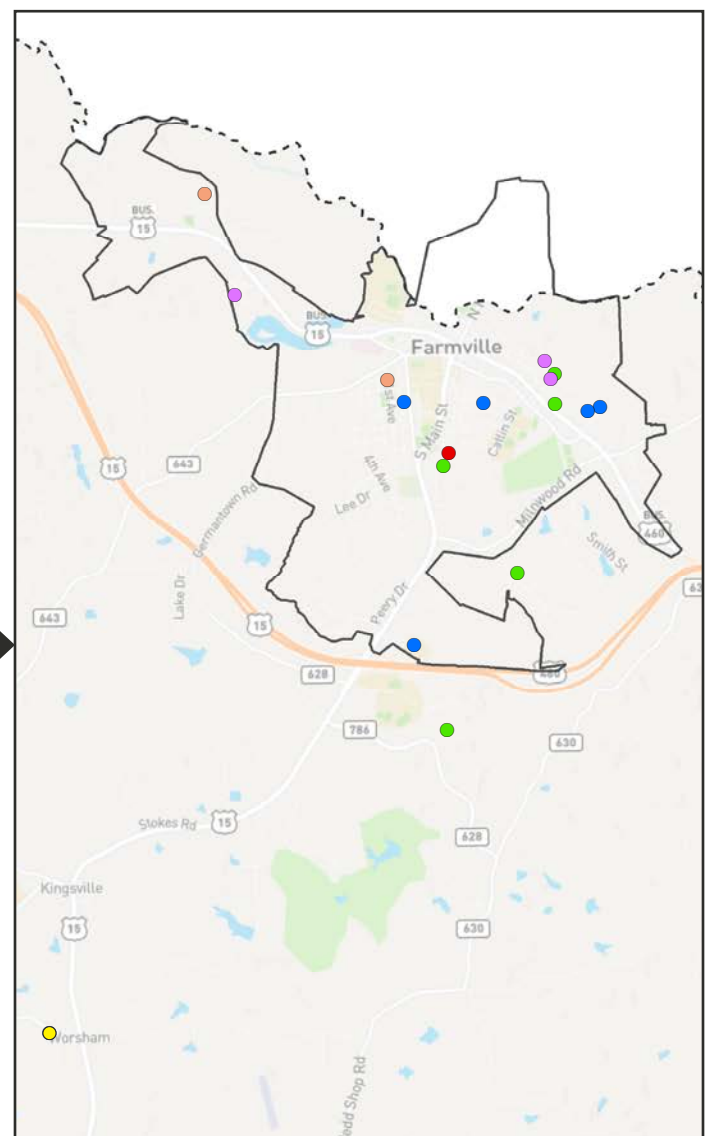 BUS.
15
BUS.
15
N
Farmville
st Ave
S Main St
Catlin St
643
15
4th Ave
Lee Dr
Milnwood Rd
Germantown Rd
BUS.
460
Smith St
Lake Dr
Peery Dr
63
643
15
628
460
786
630
Stokes Rd
15
628
Kingsville
15
630
Worsham
edd Shop Rd